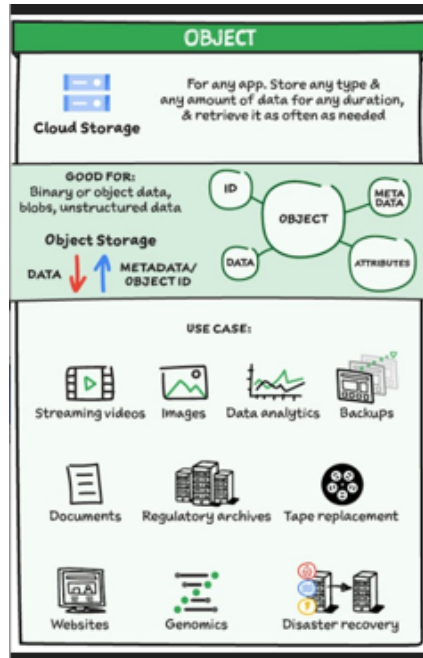 OBJECT
Cloud Storage
For any app. Store any type &
any amount of data for any duration,
& retrieve it as often as needed
GOOD FOR:
Binary or object data,
blobs, unstructured data
Object Storage
DATA
METADATA/
OBJECT ID
ID
META
DATA
OBJECT
DATA
ATTRIBUTES
USE CASE:
Streaming videos
Images
Data analytics
Backups
Documents
Regulatory archives
Tape replacement
Websites
Genomics
Disaster recovery